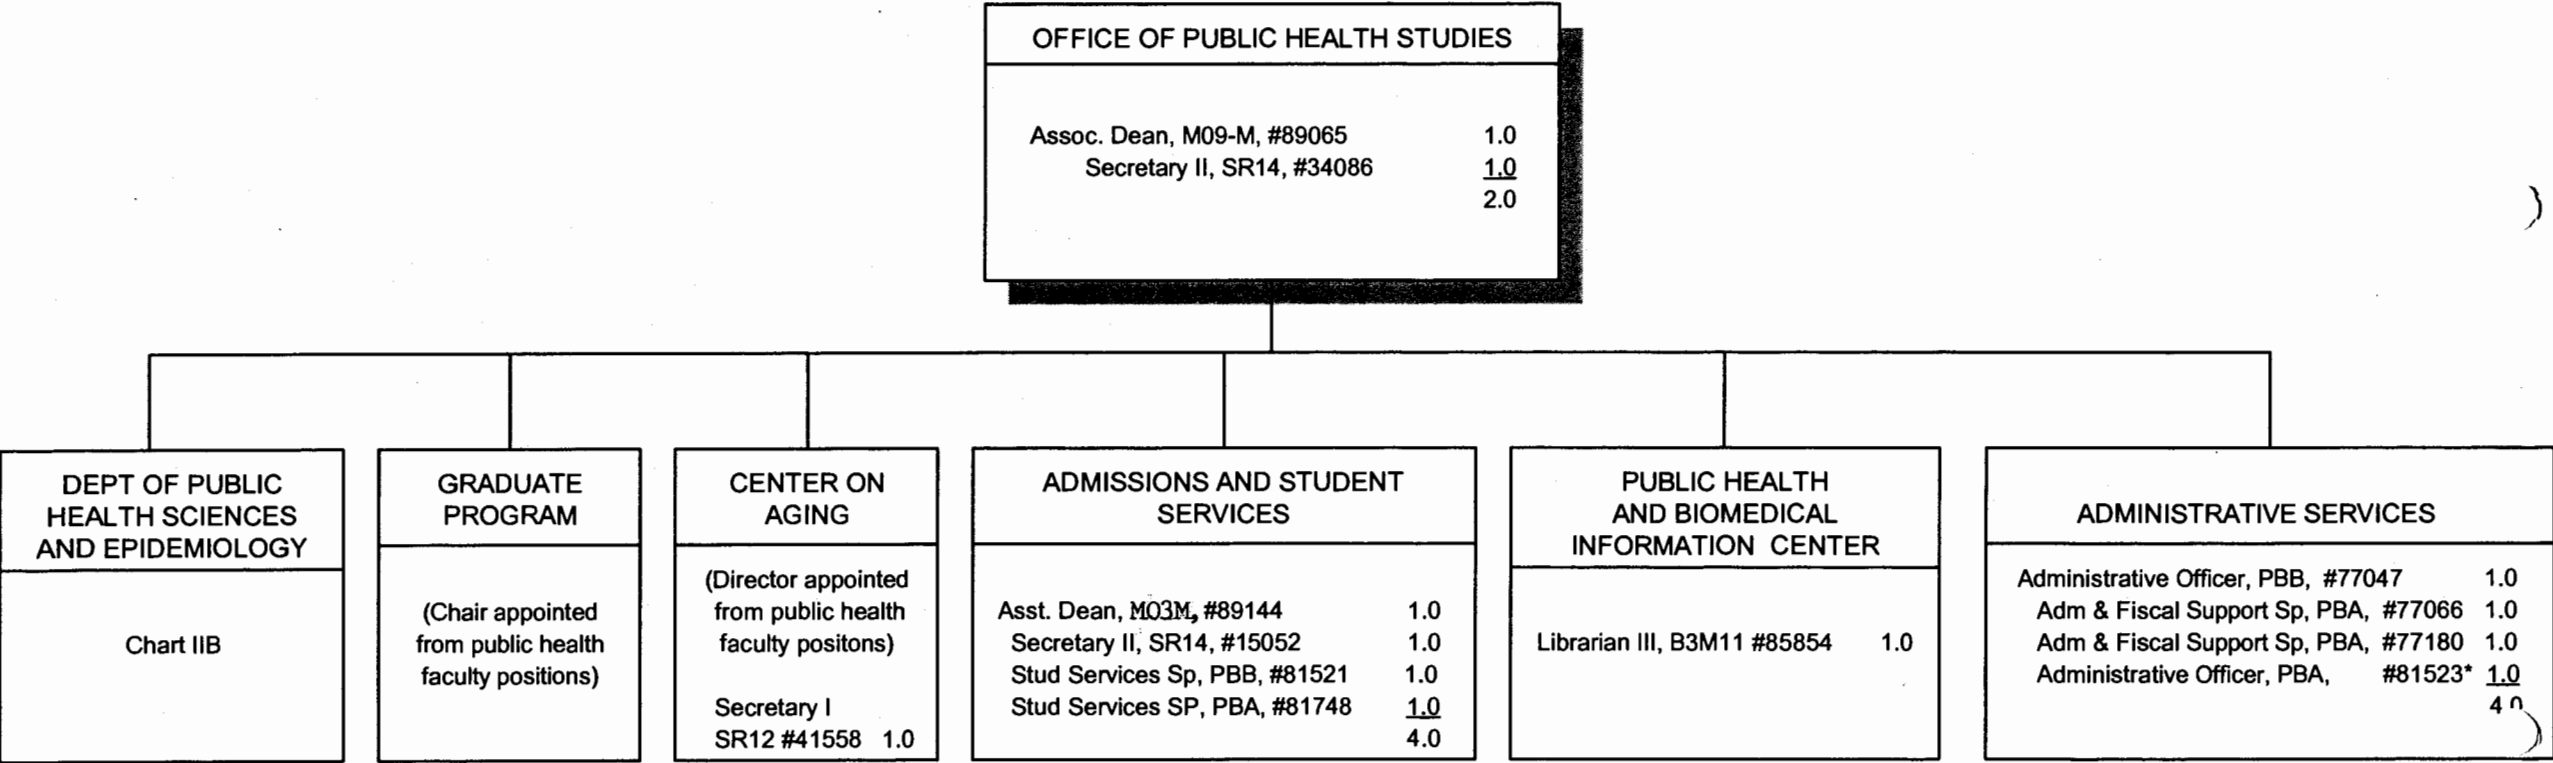 OFFICE OF PUBLIC HEALTH STUDIES
Assoc. Dean, M09-M, #89065 1.0
Secretary II, SR14, #34086 1.0
2.0
DEPT OF PUBLIC
HEALTH SCIENCES
AND EPIDEMIOLOGY
Chart IIB
GRADUATE
PROGRAM
(Chair appointed
from public health
faculty positions)
CENTER ON
AGING
(Director appointed
from public health
faculty positons)
Secretary I
SR12 #41558 1.0
ADMISSIONS AND STUDENT
SERVICES
Asst. Dean, M03M, #89144 1.0
Secretary II, SR14, #15052 1.0
Stud Services Sp, PBB, #81521 1.0
Stud Services SP, PBA, #81748 1.0
4.0
PUBLIC HEALTH
AND BIOMEDICAL
INFORMATION CENTER
Librarian III, B3M11 #85854 1.0
ADMINISTRATIVE SERVICES
Administrative Officer, PBB, #77047 1.0
Adm & Fiscal Support Sp, PBA, #77066 1.0
Adm & Fiscal Support Sp, PBA, #77180 1.0
Administrative Officer, PBA, #81523* 1.0
4.0